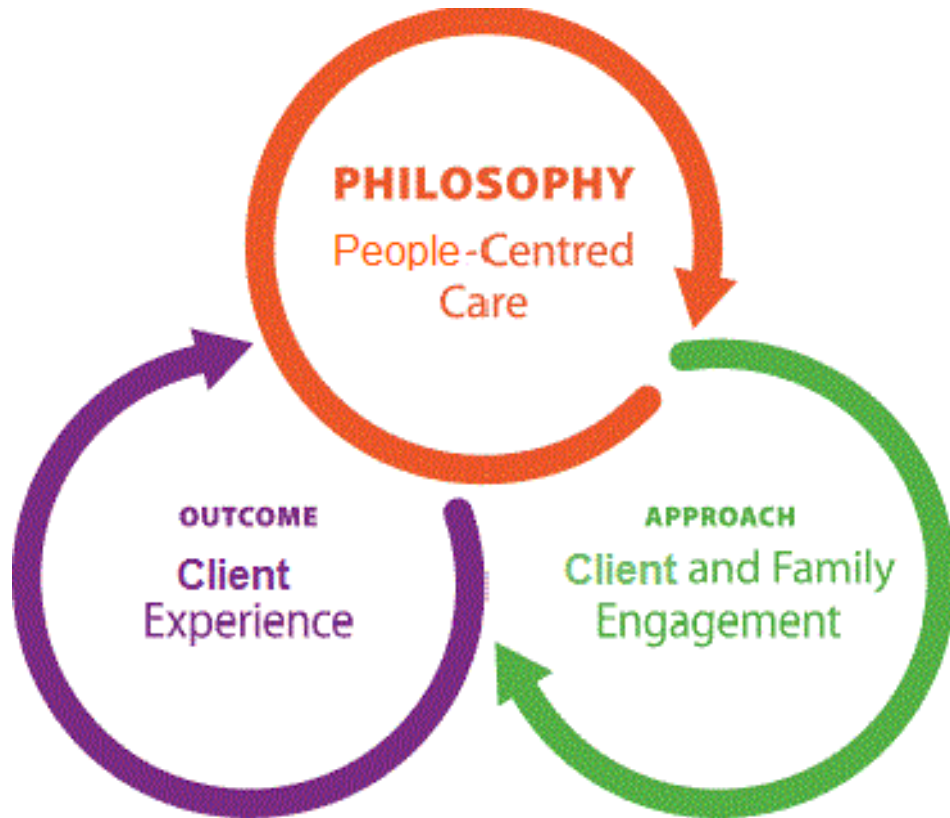 PHILOSOPHY
People-Centred
Care
OUTCOME
Client
Experience
APPROACH
Client and Family
Engagement